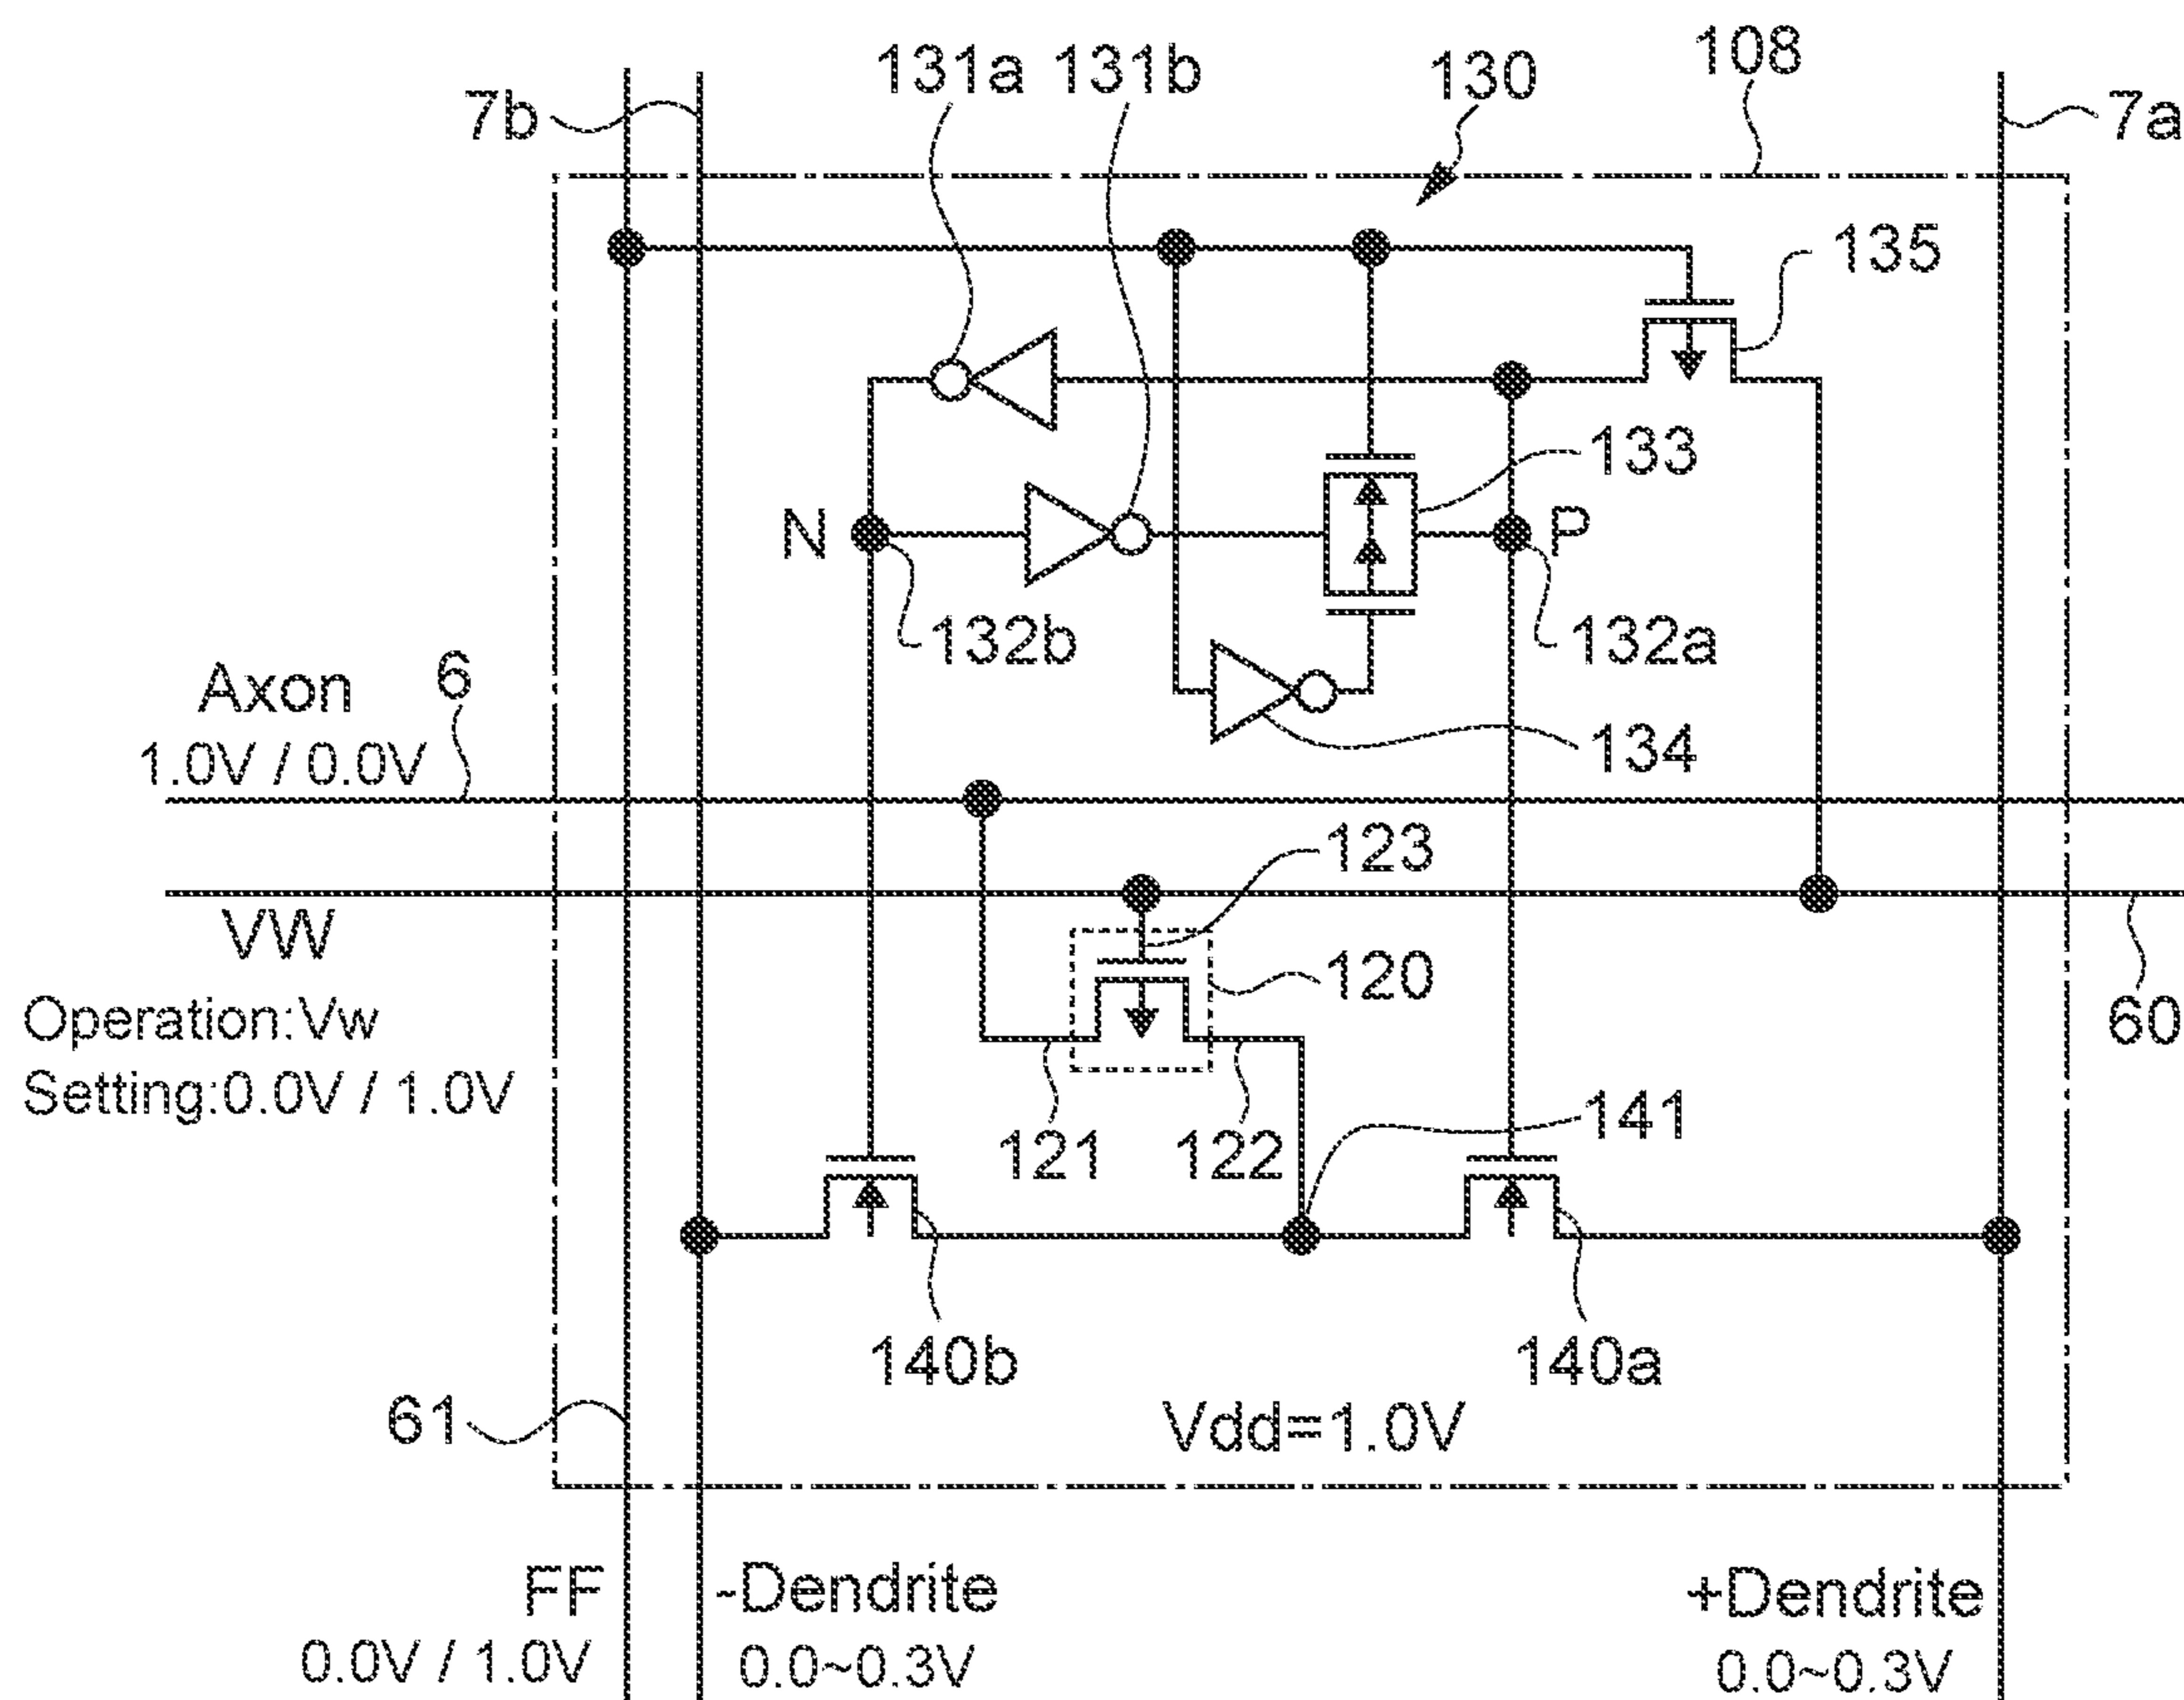 131a 131b 130 108
7b 7a
135
133
N P
132b 132a
Axon 6
1.0V / 0.0V
134
123
VW
120
60
Operation:Vw
Setting:0.0V / 1.0V
121 122 141
140b 140a
61
Vdd=1.0V
FF -Dendrite +Dendrite
0.0V / 1.0V 0.0~0.3V 0.0~0.3V